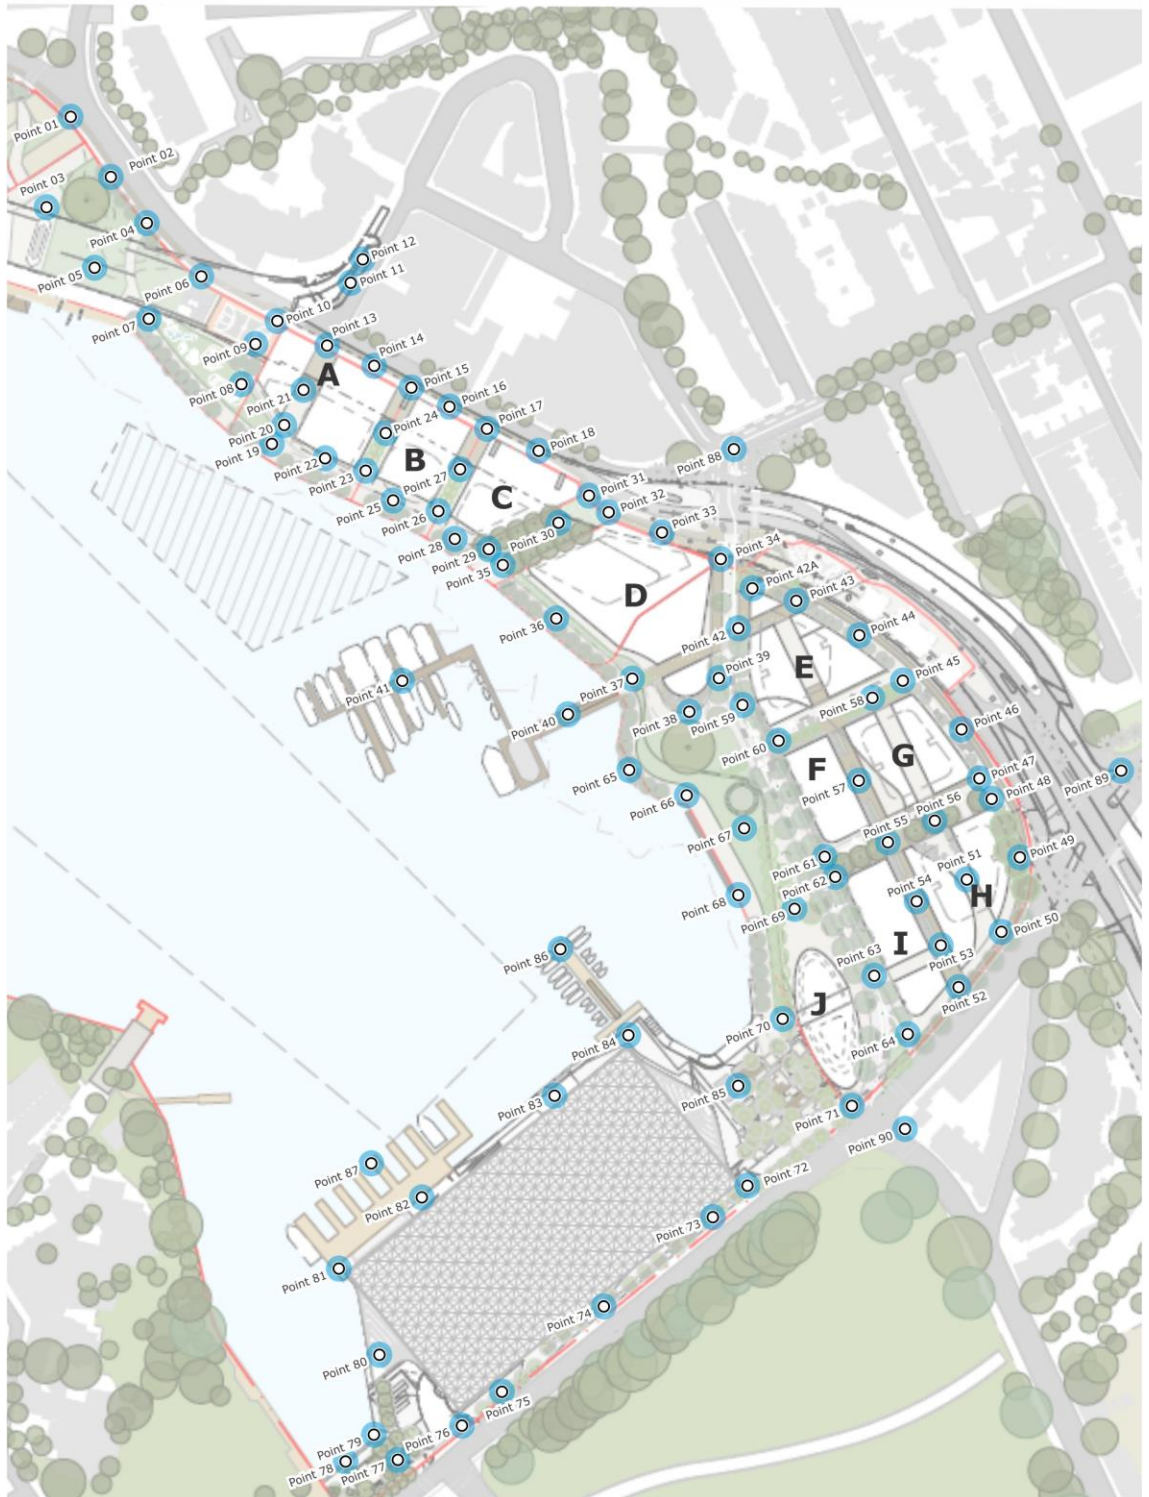 Point 01
Point 02
Point 03
Point 04
Point 05
Point 06
Point 07
Point 12
Point 11
Point 10
Point 13
Point 09
Point 14
A
Point 08
Point 15
Point 21
Point 16
Point 24
Point 17
Point 20
Point 19
Point 18
Point 88
Point 22
B
Point 23
Point 27
Point 31
C
Point 25
Point 32
Point 26
Point 33
Point 28
Point 30
Point 29
Point 34
Point 35
Point 42A
Point 43
D
Point 36
Point 44
Point 42
E
Point 39
Point 45
Point 37
Point 41
Point 58
Point 40
Point 38
Point 59
Point 46
Point 60
G
F
Point 47
Point 89
Point 65
Point 57
Point 48
Point 66
Point 56
Point 67
Point 55
Point 49
Point 61
Point 51
Point 62
H
Point 54
Point 68
Point 69
Point 50
I
Point 86
Point 53
Point 63
Point 52
J
Point 70
Point 84
Point 64
Point 85
Point 83
Point 71
Point 90
Point 87
Point 72
Point 82
Point 73
Point 81
Point 74
Point 80
Point 75
Point 76
Point 79
Point 78
Point 77